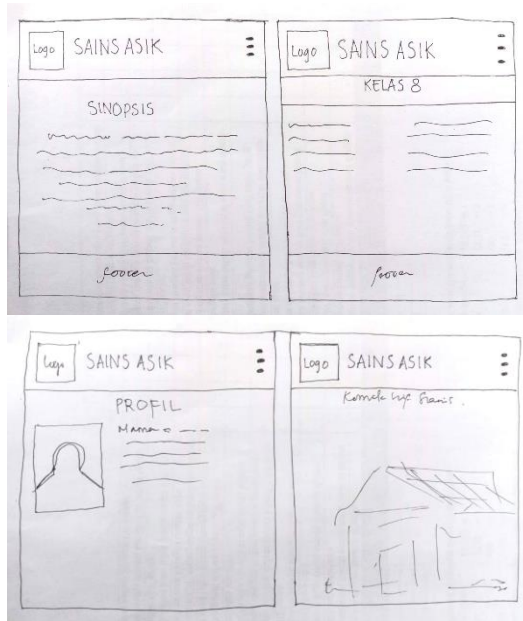 Logo SAINS ASIK
SINOPSIS
footer
Logo SAINS ASIK
KELAS 8
footer
Logo SAINS ASIK
PROFIL
Nama
Logo SAINS ASIK